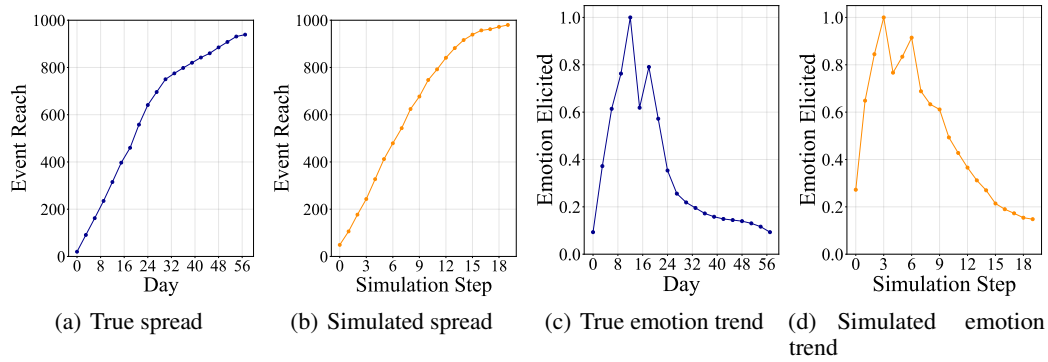 1000
800
600
400
200
0
Event Reach
0 8 16 24 32 40 48 56
Day
(a) True spread
1000
800
600
400
200
0
Event Reach
0 3 6 9 12 15 18
Simulation Step
(b) Simulated spread
1.0
0.8
0.6
0.4
0.2
0.0
Emotion Elicited
0 8 16 24 32 40 48 56
Day
(c) True emotion trend
1.0
0.8
0.6
0.4
0.2
0.0
Emotion Elicited
0 3 6 9 12 15 18
Simulation Step
(d) Simulated emotion
trend